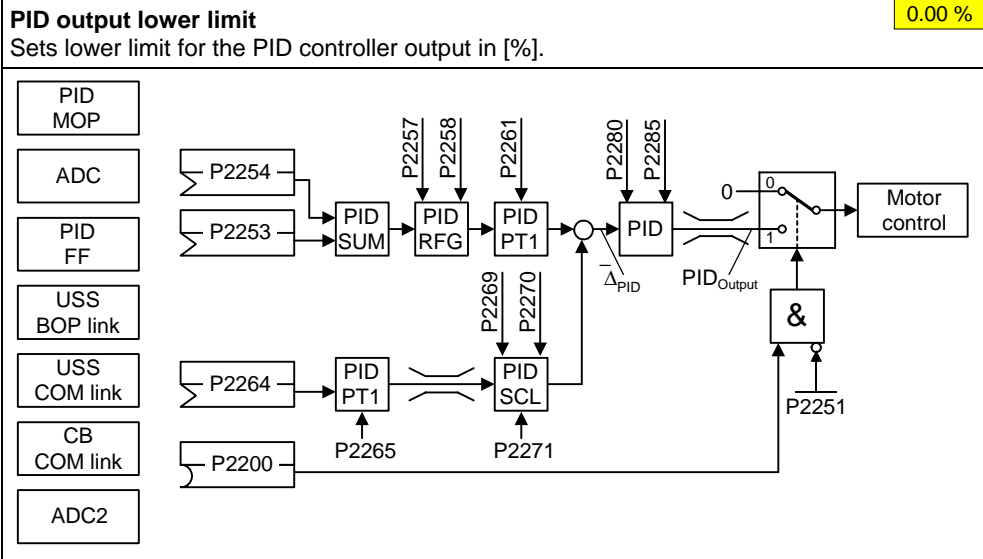 PID output lower limit
0.00 %
Sets lower limit for the PID controller output in [%].
PID
MOP
ADC
PID
FF
USS
BOP link
USS
COM link
CB
COM link
ADC2
P2254
P2253
P2264
P2200
PID
SUM
P2257
P2258
PID
RFG
P2261
PID
PT1
P2280
P2285
PID
Δ PID
PID Output
0
0
1
Motor
control
&
P2251
PID
PT1
P2265
P2269
P2270
PID
SCL
P2271